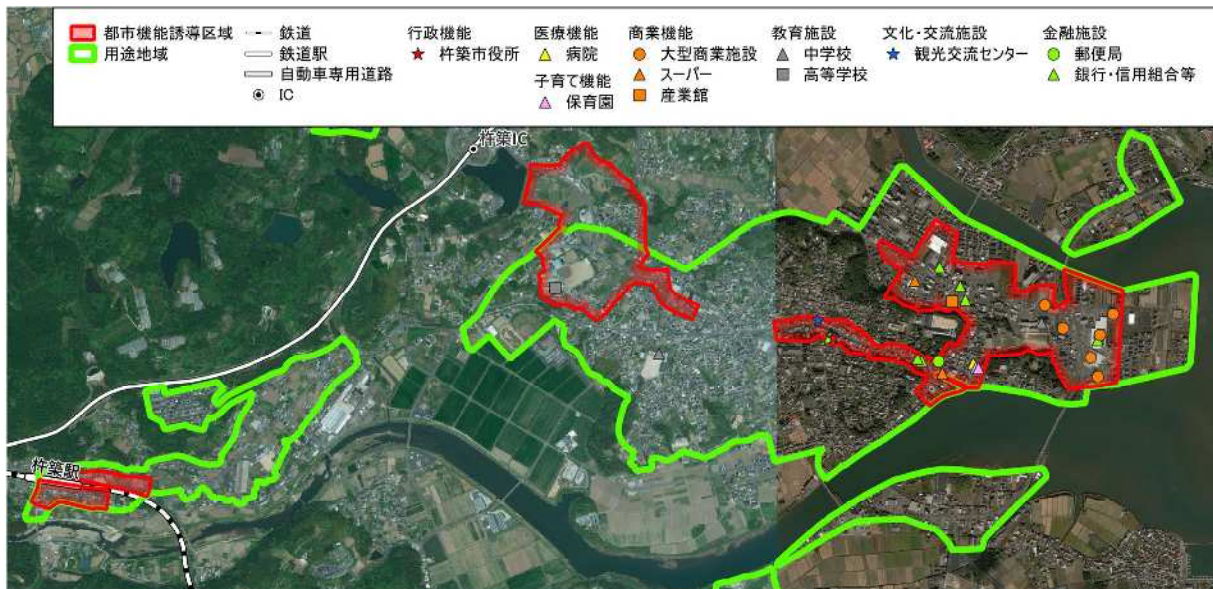 都市機能誘導区域
用途地域
鉄道
鉄道駅
自動車専用道路
IC
行政機能
杵築市役所
医療機能
病院
子育て機能
保育園
商業機能
大型商業施設
スーパー
産業館
教育施設
中学校
高等学校
文化・交流施設
観光交流センター
金融施設
郵便局
銀行・信用組合等
杵築IC
杵築駅